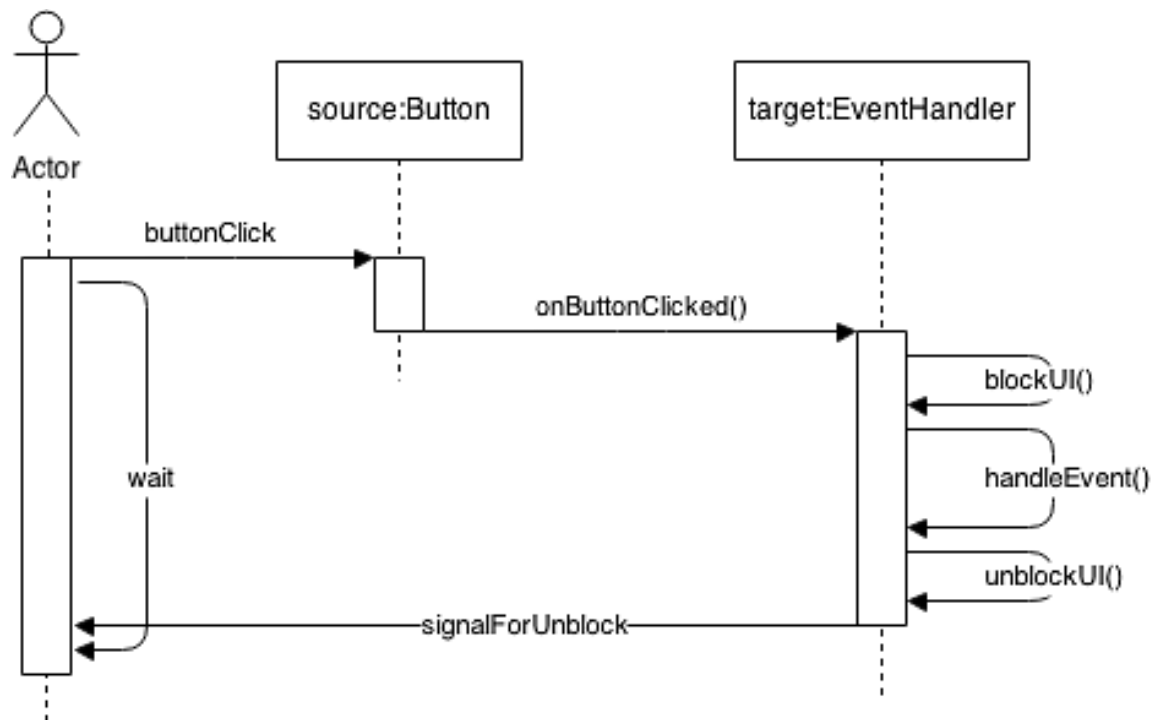 source:Button
target:EventHandler
Actor
buttonClick
onButtonClicked()
blockUI()
wait
handleEvent()
unblockUI()
signalForUnblock